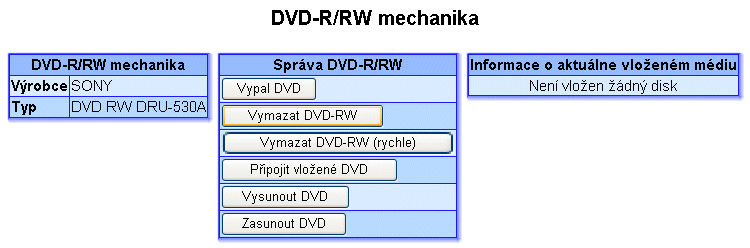 DVD-R/RW mechanika
DVD-R/RW mechanika
Výrobce SONY
Typ DVD RW DRU-530A
Správa DVD-R/RW
Vypal DVD
Vymazat DVD-RW
Vymazat DVD-RW (rychle)
Připojit vložené DVD
Vysunout DVD
Zasunout DVD
Informace o aktuálne vloženém médiu
Není vložen žádný disk